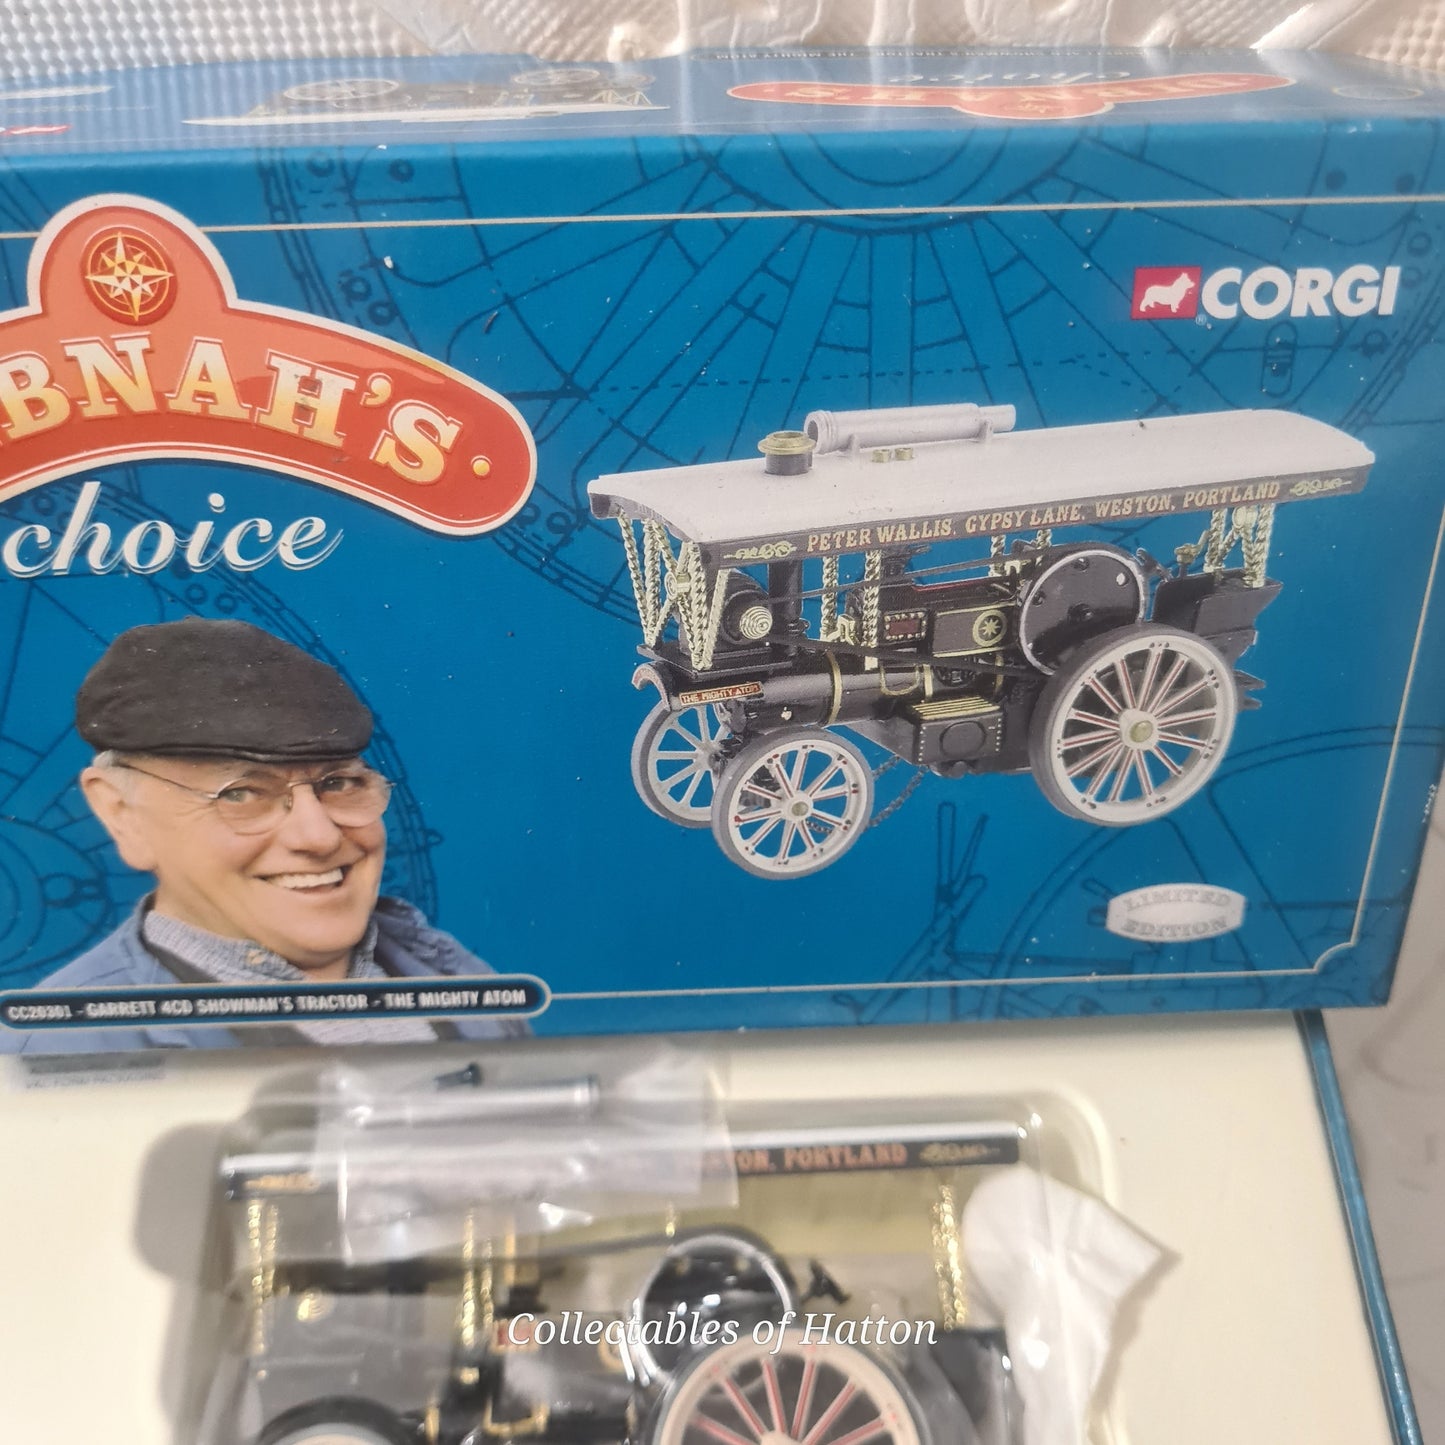 CORGI
BNAH'S
choice
PETER WALLIS, GYPSY LANE, WESTON, PORTLAND
THE MIGHTY ATOM
LIMITED
EDITION
CC20301 - GARRETT 4CD SHOWMAN'S TRACTOR - THE MIGHTY ATOM
PORTLAND
Collectables of Hatton